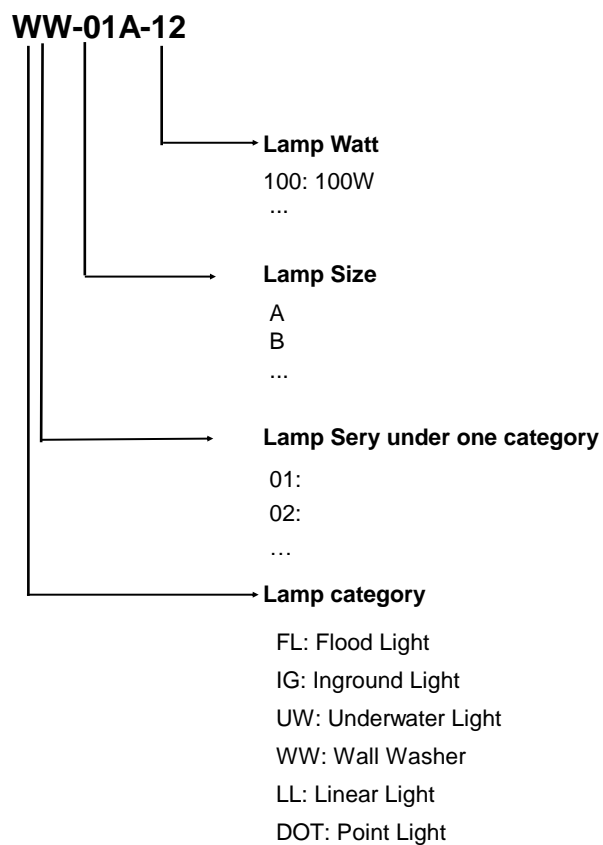 WW-01A-12
Lamp Watt
100: 100W
...
Lamp Size
A
B
...
Lamp Sery under one category
01:
02:
…
Lamp category
FL: Flood Light
IG: Inground Light
UW: Underwater Light
WW: Wall Washer
LL: Linear Light
DOT: Point Light